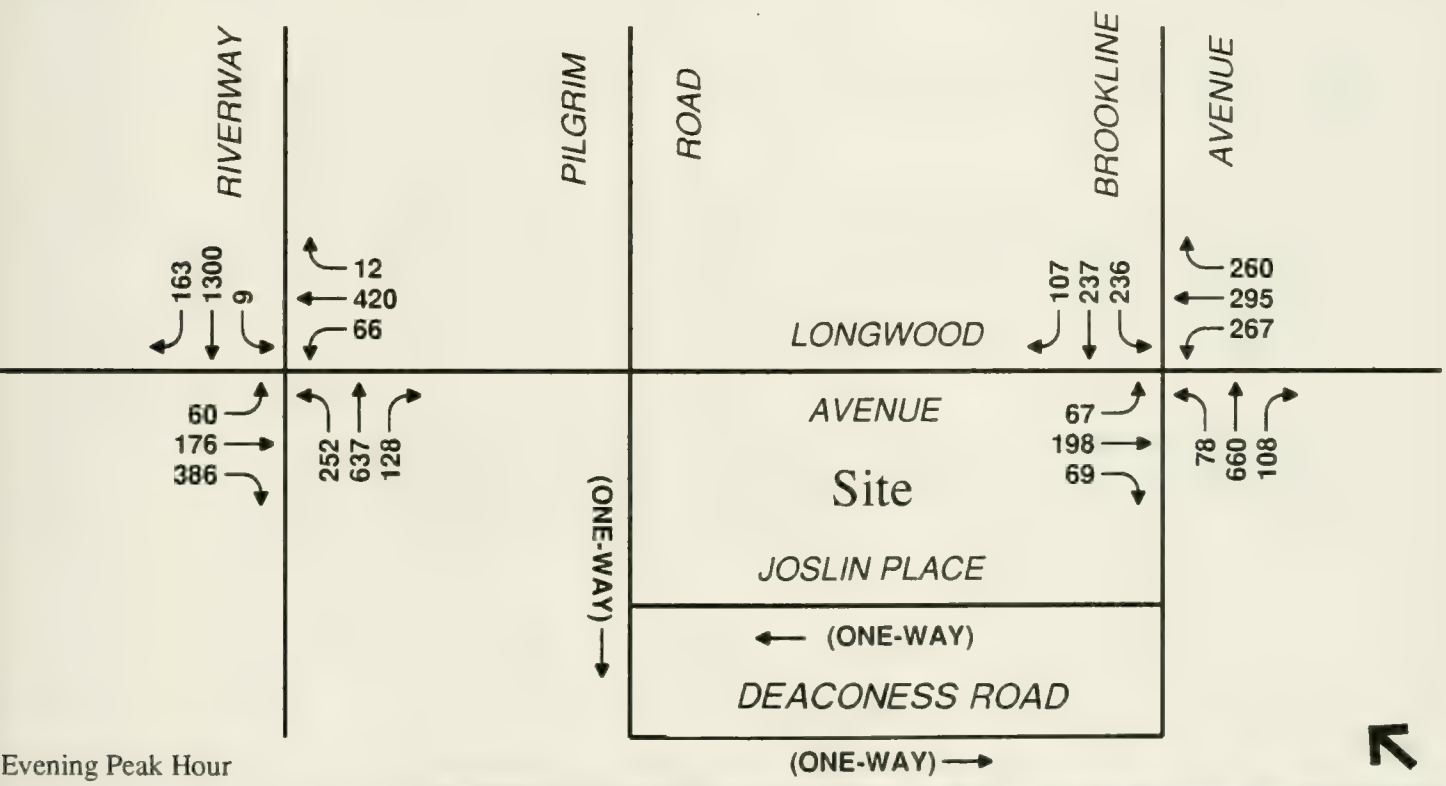 RIVERWAY
PILGRIM
ROAD
BROOKLINE
AVENUE
163
1300
9
12
420
66
107
237
236
260
295
267
LONGWOOD
AVENUE
60
176
386
252
637
128
67
198
69
78
660
108
Site
(ONE-WAY)
JOSLIN PLACE
(ONE-WAY)
DEACONESS ROAD
(ONE-WAY)
Evening Peak Hour